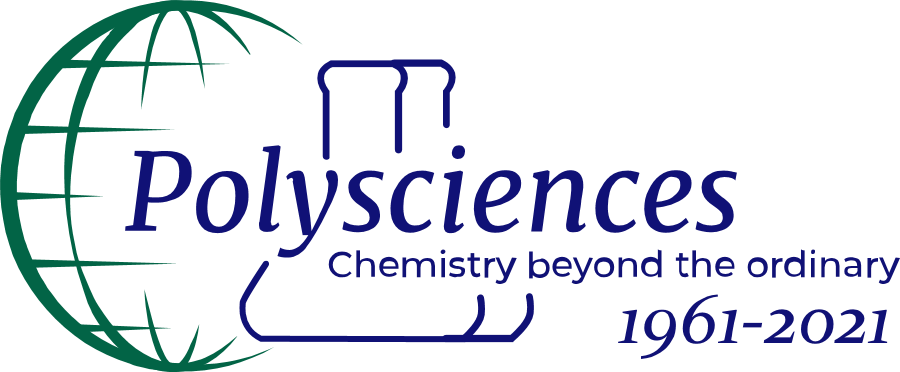 Polysciences
Chemistry beyond the ordinary
1961-2021